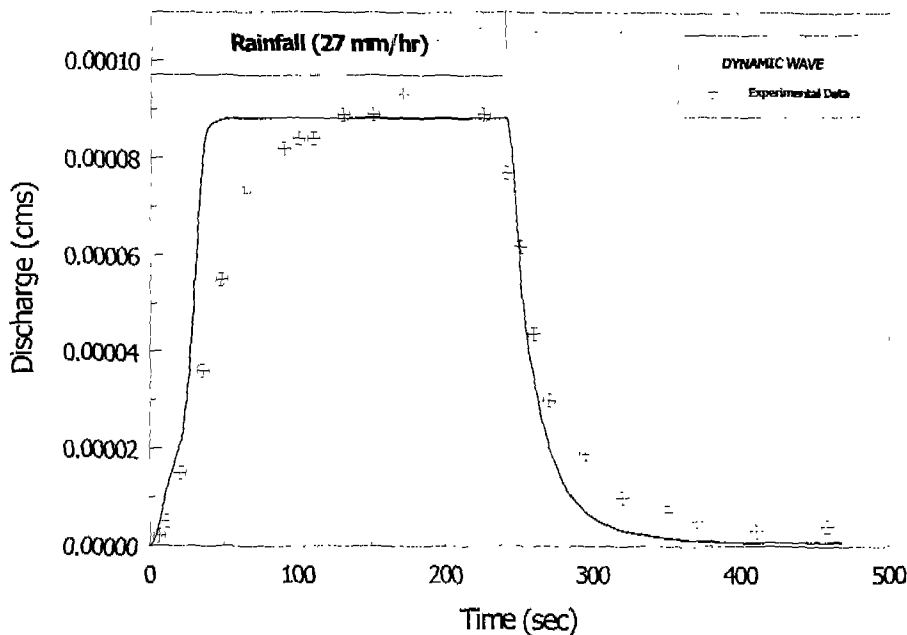 Rainfall (27 mm/hr)
DYNAMIC WAVE
Experimental Data
Discharge (cms)
0.00010
0.00008
0.00006
0.00004
0.00002
0.00000
0
100
200
300
400
500
Time (sec)